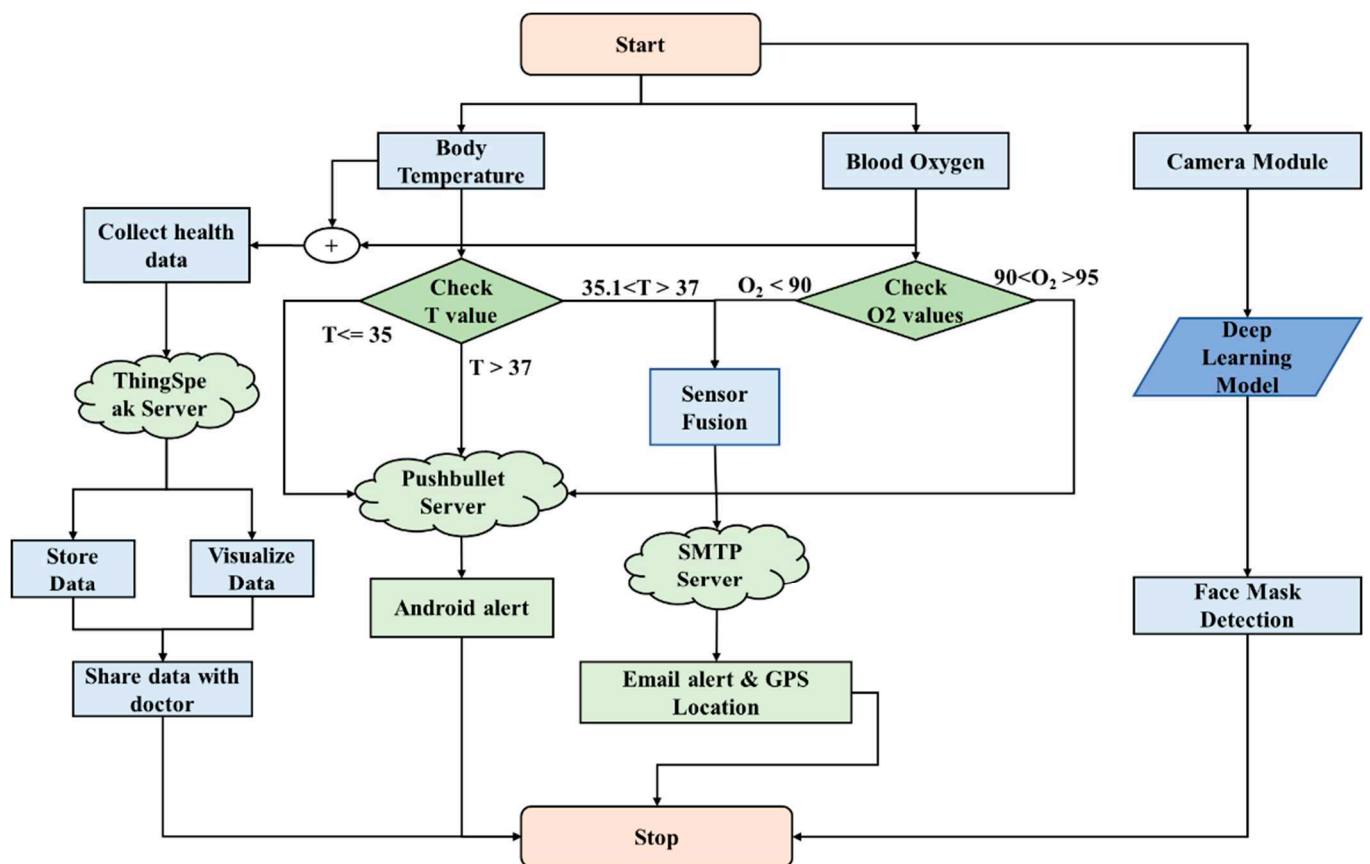 Start
Body
Temperature
Blood Oxygen
Camera Module
Collect health
data
+
Check
T value
35.1<T > 37
O₂ < 90
Check
O2 values
90<O₂ >95
T<= 35
T > 37
ThingSpe
ak Server
Sensor
Fusion
Deep
Learning
Model
Pushbullet
Server
Store
Data
Visualize
Data
SMTP
Server
Android alert
Face Mask
Detection
Share data with
doctor
Email alert & GPS
Location
Stop